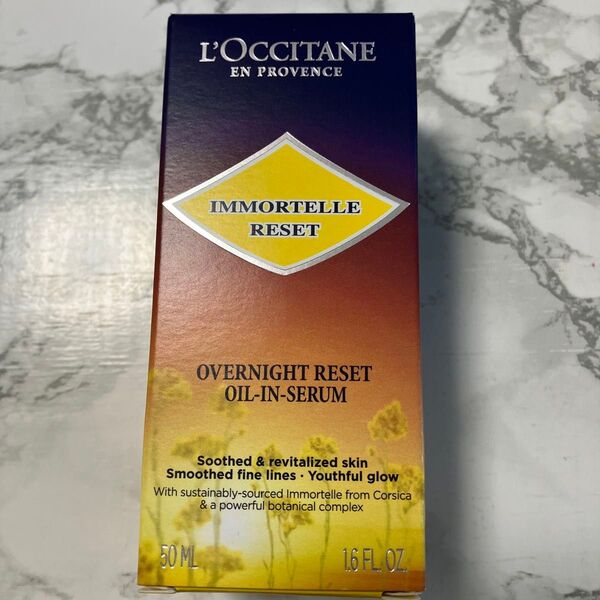 L'OCCITANE
EN PROVENCE
IMMORTELLE
RESET
OVERNIGHT RESET
OIL-IN-SERUM
Soothed & revitalized skin
Smoothed fine lines · Youthful glow
With sustainably-sourced Immortelle from Corsica
& a powerful botanical complex
50 ML 1.6 FL. OZ.